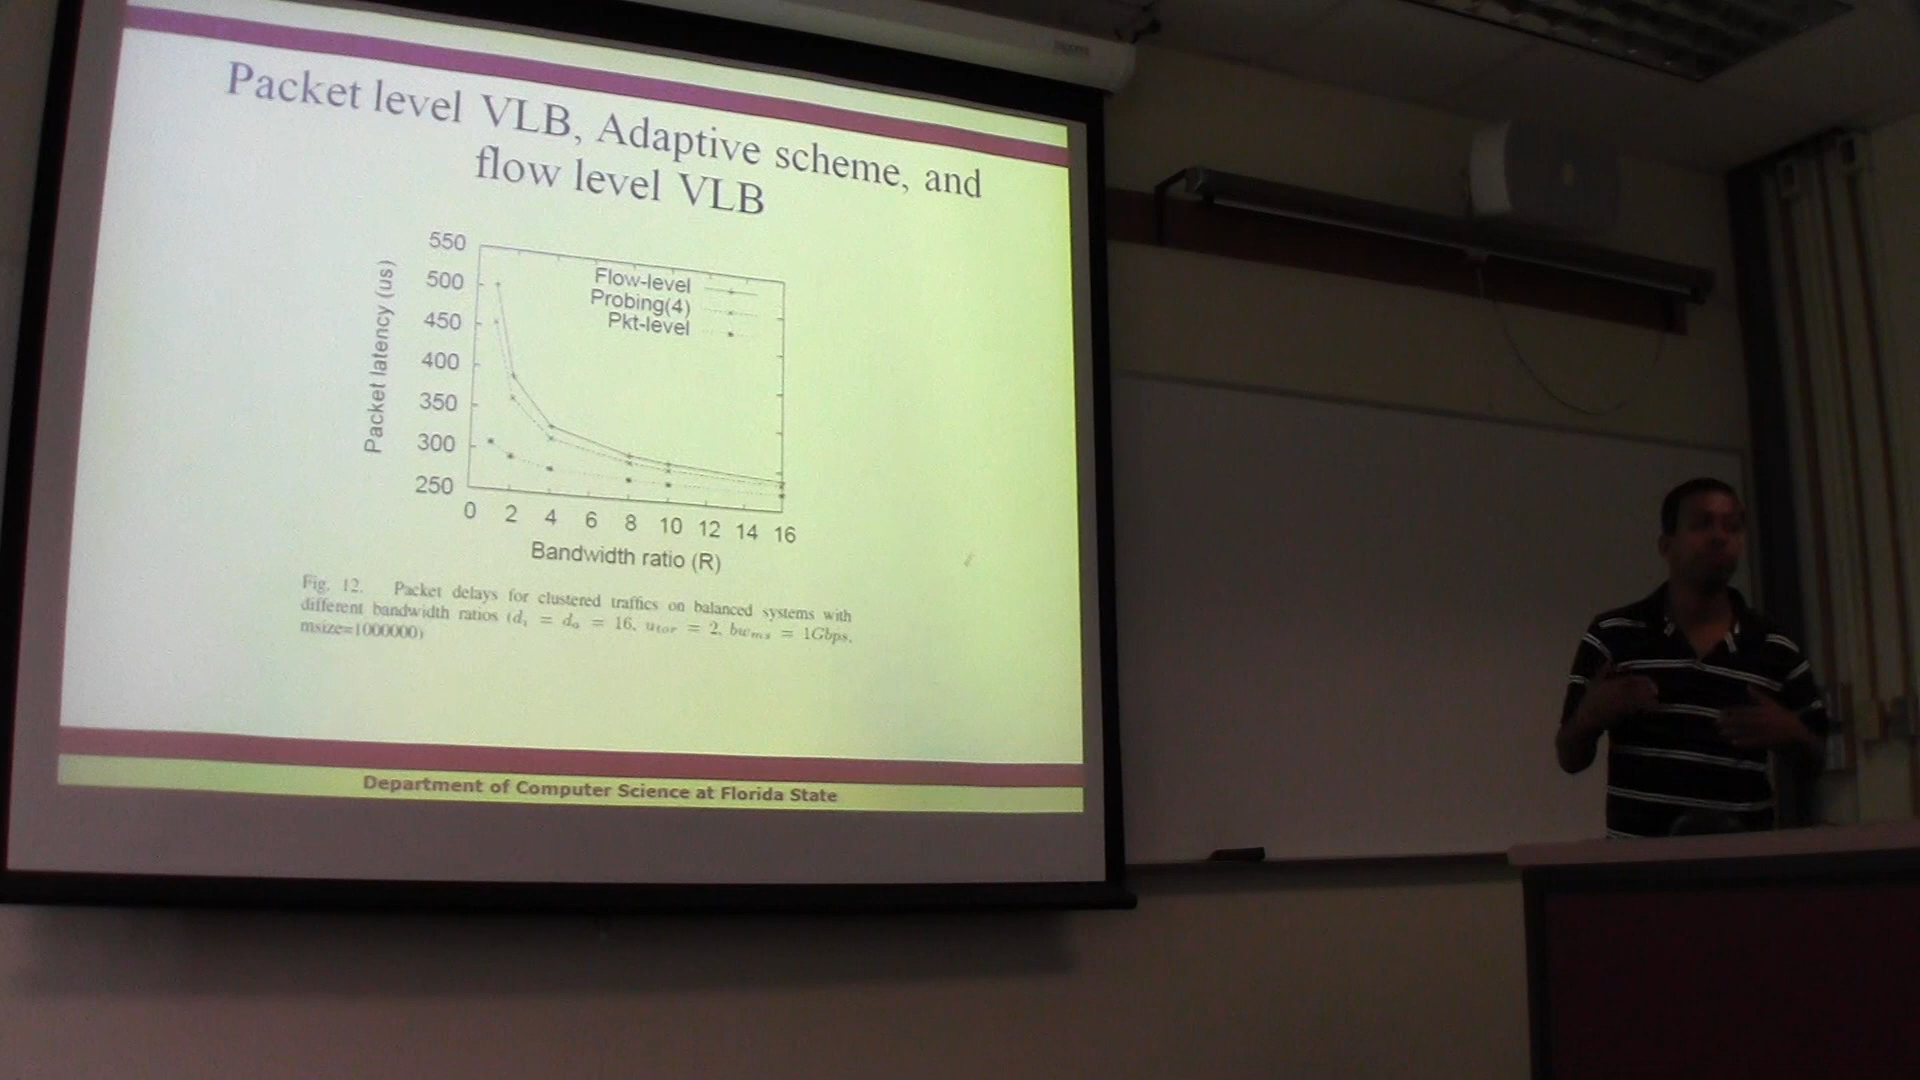 Packet level VLB, Adaptive scheme, and
flow level VLB
550
500
450
400
350
300
250
Packet latency (us)
Flow-level
Probing(4)
Pkt-level
0 2 4 6 8 10 12 14 16
Bandwidth ratio (R)
Fig. 12. Packet delays for clustered traffics on balanced systems with
different bandwidth ratios (d_i = d_a = 16, u_tor = 2, bw_ms = 1Gbps,
msize=1000000)
Department of Computer Science at Florida State